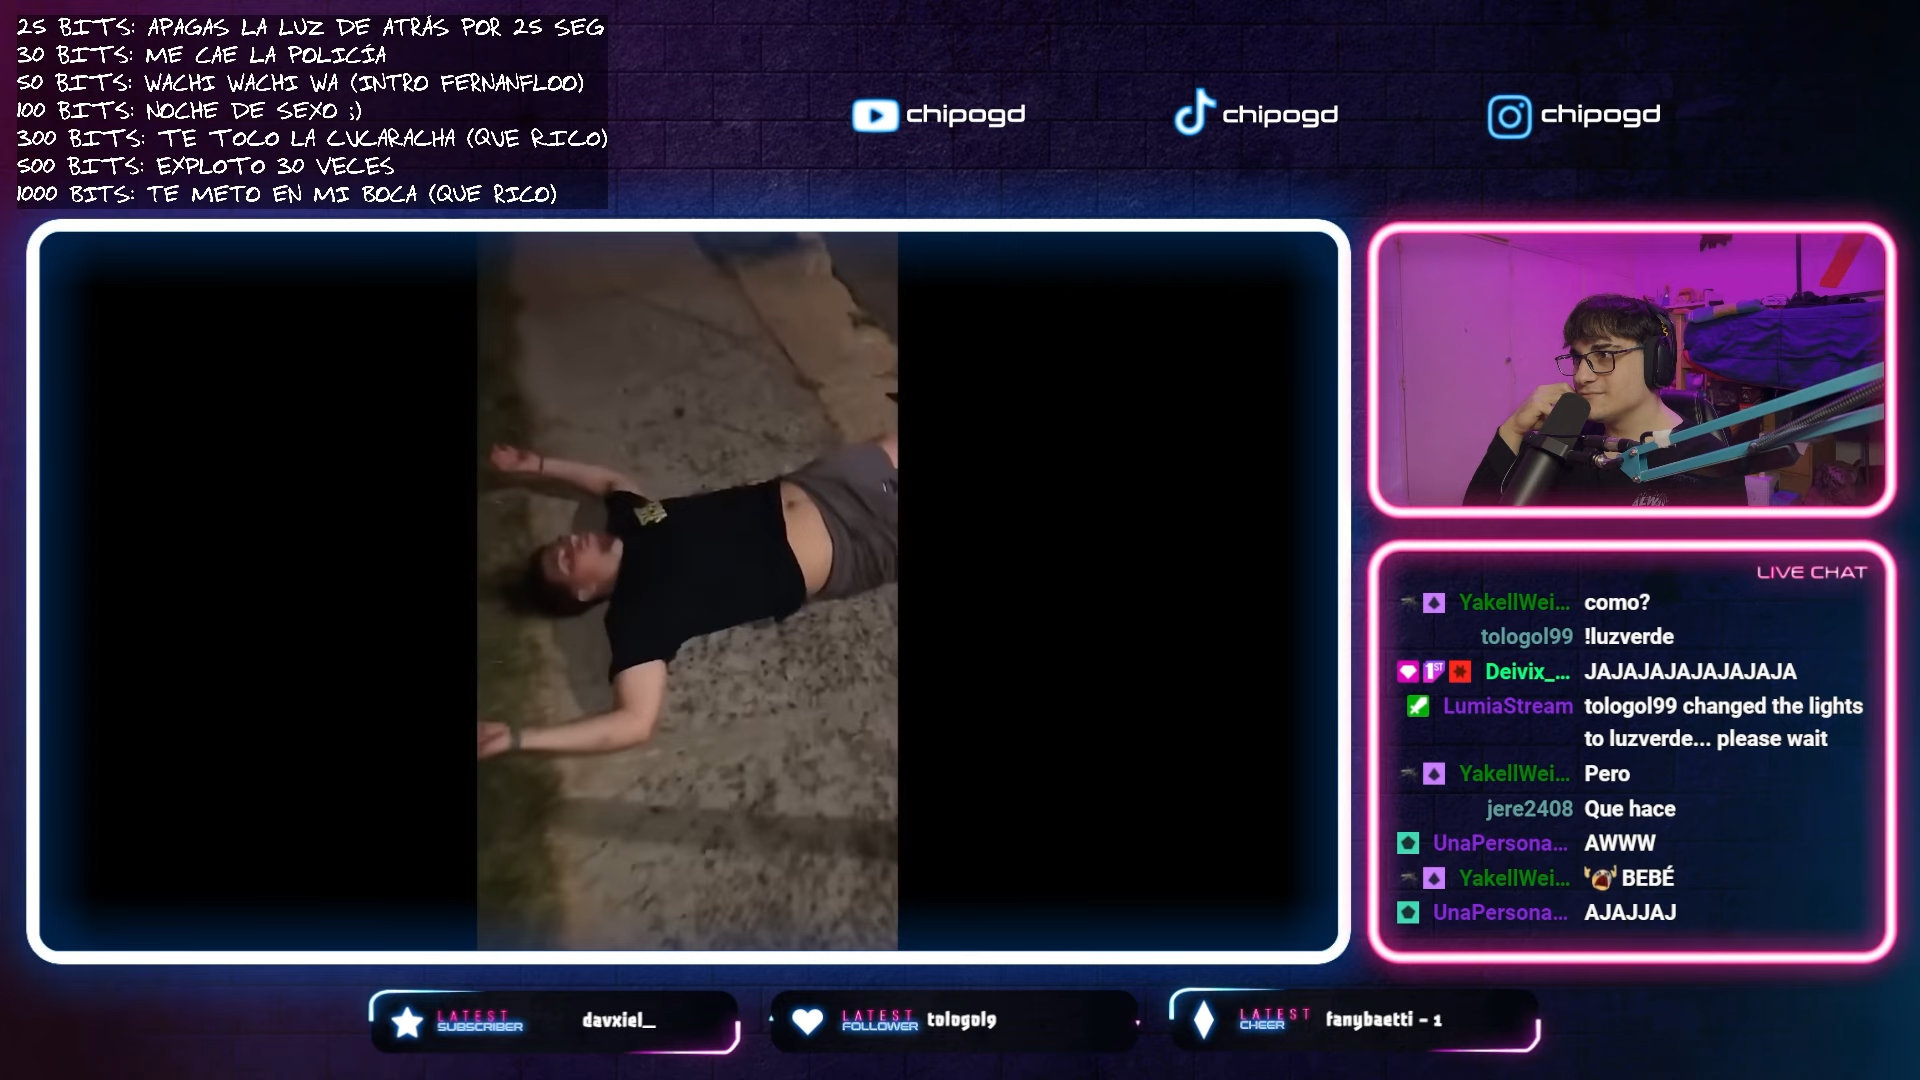 25 BITS: APAGAS LA LUZ DE ATRÁS POR 25 SEG
30 BITS: ME CAE LA POLICÍA
50 BITS: WACHI WACHI WA (INTRO FERNANFLOO)
100 BITS: NOCHE DE SEXO ;)
300 BITS: TE TOCO LA CUCARACHA (QUE RICO)
500 BITS: EXPLOTO 30 VECES
1000 BITS: TE METO EN MI BOCA (QUE RICO)
chipogd
chipogd
chipogd
LIVE CHAT
YakellWei... como?
tologol99 !luzverde
1ST Deivix_... JAJAJAJAJAJAJAJA
LumiaStream tologol99 changed the lights
to luzverde... please wait
YakellWei... Pero
jere2408 Que hace
UnaPersona... AWWW
YakellWei... BEBÉ
UnaPersona... AJAJJAJ
LATEST
SUBSCRIBER
davxiel_
LATEST
FOLLOWER
tologol9
LATEST
CHEER
fanybaetti - 1